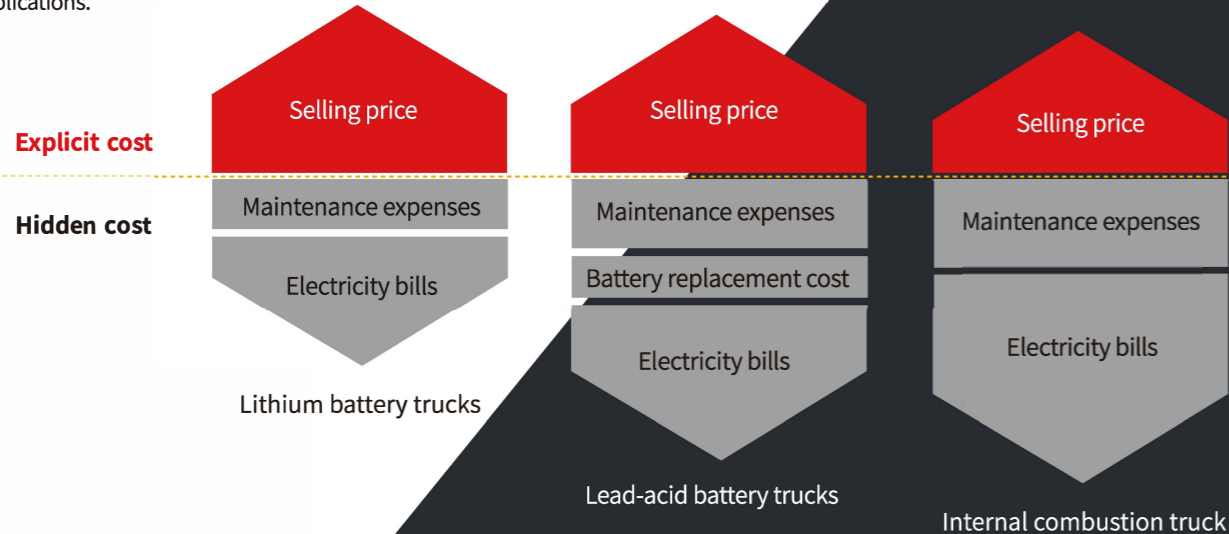 Selling price
Selling price
Selling price
Explicit cost
Hidden cost
Maintenance expenses
Electricity bills
Lithium battery trucks
Maintenance expenses
Battery replacement cost
Electricity bills
Lead-acid battery trucks
Maintenance expenses
Electricity bills
Internal combustion truck